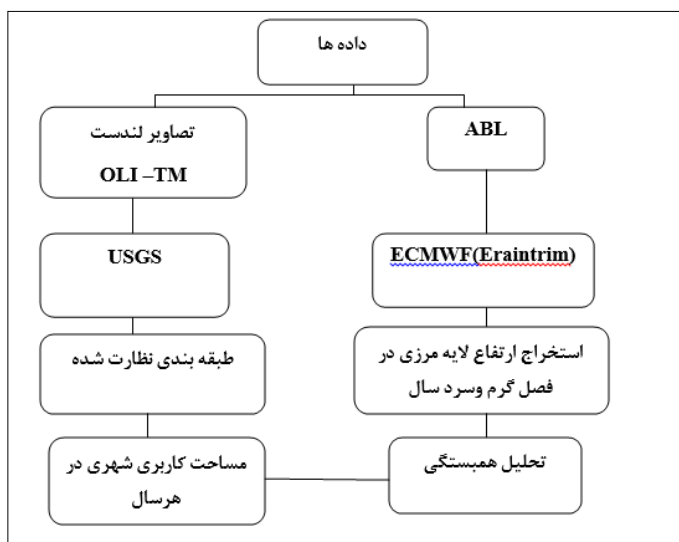 داده ها
تصاویر لندست
OLI –TM
ABL
USGS
ECMWF(Eraintrim)
طبقه بندی نظارت شده
استخراج ارتفاع لایه مرزی در
فصل گرم وسرد سال
مساحت کاربری شهری در
هرسال
تحلیل همبستگی